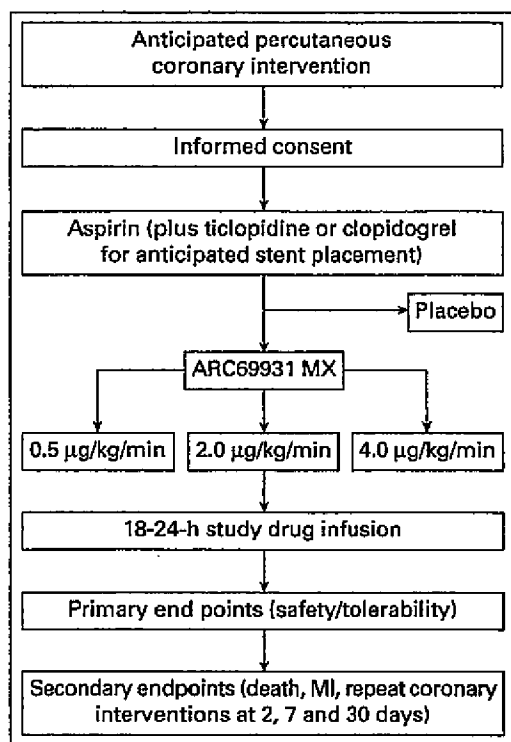 Anticipated percutaneous
coronary intervention
Informed consent
Aspirin (plus ticlopidine or clopidogrel
for anticipated stent placement)
Placebo
ARC69931 MX
0.5 µg/kg/min
2.0 µg/kg/min
4.0 µg/kg/min
18-24-h study drug infusion
Primary end points (safety/tolerability)
Secondary endpoints (death, MI, repeat coronary
interventions at 2, 7 and 30 days)